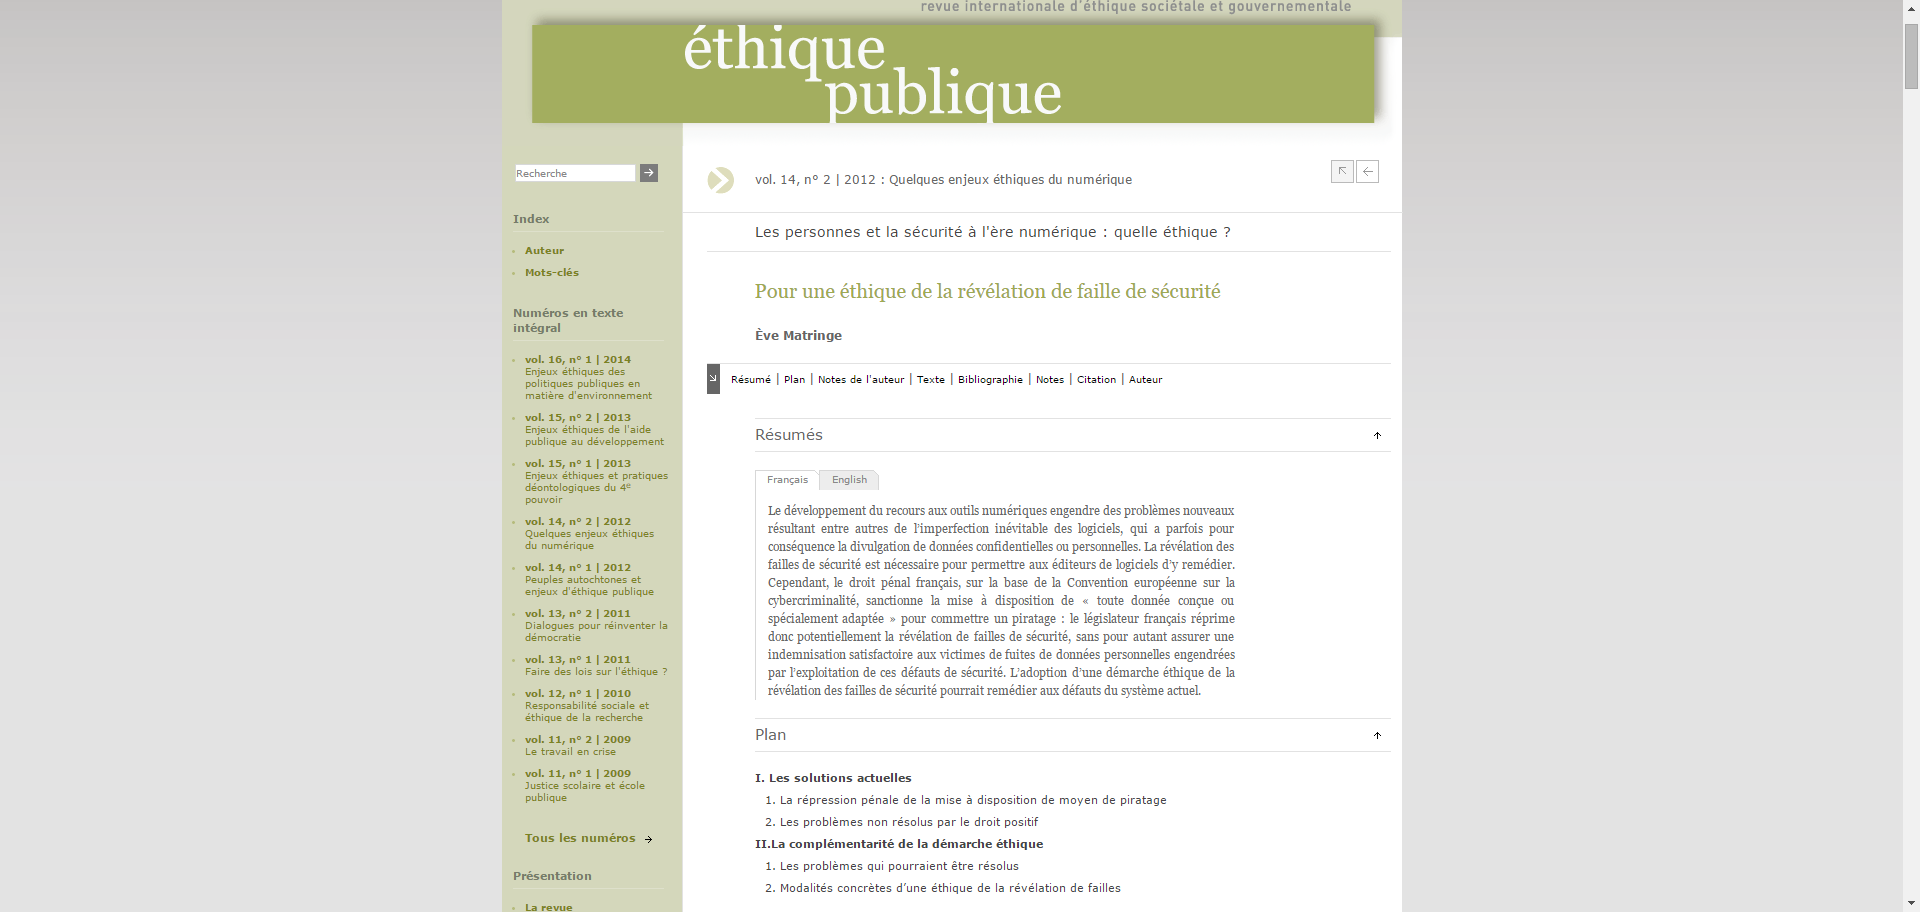 revue internationale d'éthique sociétale et gouvernementale
éthique
publique
Recherche
Index
Auteur
Mots-clés
Numéros en texte
intégral
vol. 16, n° 1 | 2014
Enjeux éthiques des
politiques publiques en
matière d'environnement
vol. 15, n° 2 | 2013
Enjeux éthiques de l'aide
publique au développement
vol. 15, n° 1 | 2013
Enjeux éthiques et pratiques
déontologiques du 4e
pouvoir
vol. 14, n° 2 | 2012
Quelques enjeux éthiques
du numérique
vol. 14, n° 1 | 2012
Peuples autochtones et
enjeux d'éthique publique
vol. 13, n° 2 | 2011
Dialogues pour réinventer la
démocratie
vol. 13, n° 1 | 2011
Faire des lois sur l'éthique ?
vol. 12, n° 1 | 2010
Responsabilité sociale et
éthique de la recherche
vol. 11, n° 2 | 2009
Le travail en crise
vol. 11, n° 1 | 2009
Justice scolaire et école
publique
Tous les numéros
Présentation
La revue
vol. 14, n° 2 | 2012 : Quelques enjeux éthiques du numérique
Les personnes et la sécurité à l'ère numérique : quelle éthique ?
Pour une éthique de la révélation de faille de sécurité
Ève Matringe
Résumé | Plan | Notes de l'auteur | Texte | Bibliographie | Notes | Citation | Auteur
Résumés
Français English
Le développement du recours aux outils numériques engendre des problèmes nouveaux
résultant entre autres de l’imperfection inévitable des logiciels, qui a parfois pour
conséquence la divulgation de données confidentielles ou personnelles. La révélation des
failles de sécurité est nécessaire pour permettre aux éditeurs de logiciels d’y remédier.
Cependant, le droit pénal français, sur la base de la Convention européenne sur la
cybercriminalité, sanctionne la mise à disposition de « toute donnée conçue ou
spécialement adaptée » pour commettre un piratage : le législateur français réprime
donc potentiellement la révélation de failles de sécurité, sans pour autant assurer une
indemnisation satisfactoire aux victimes de fuites de données personnelles engendrées
par l’exploitation de ces défauts de sécurité. L’adoption d’une démarche éthique de la
révélation des failles de sécurité pourrait remédier aux défauts du système actuel.
Plan
I. Les solutions actuelles
1. La répression pénale de la mise à disposition de moyen de piratage
2. Les problèmes non résolus par le droit positif
II.La complémentarité de la démarche éthique
1. Les problèmes qui pourraient être résolus
2. Modalités concrètes d’une éthique de la révélation de failles